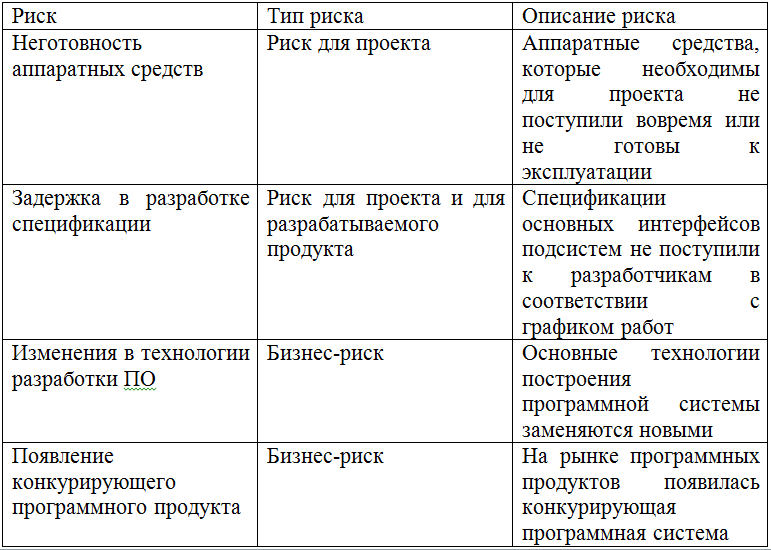 Риск
Тип риска
Описание риска
Неготовность
аппаратных средств
Риск для проекта
Аппаратные средства,
которые необходимы
для проекта не
поступили вовремя или
не готовы к
эксплуатации
Задержка в разработке
спецификации
Риск для проекта и для
разрабатываемого
продукта
Спецификации
основных интерфейсов
подсистем не поступили
к разработчикам в
соответствии с
графиком работ
Изменения в технологии
разработки ПО
Бизнес-риск
Основные технологии
построения
программной системы
заменяются новыми
Появление
конкурирующего
программного продукта
Бизнес-риск
На рынке программных
продуктов появилась
конкурирующая
программная система